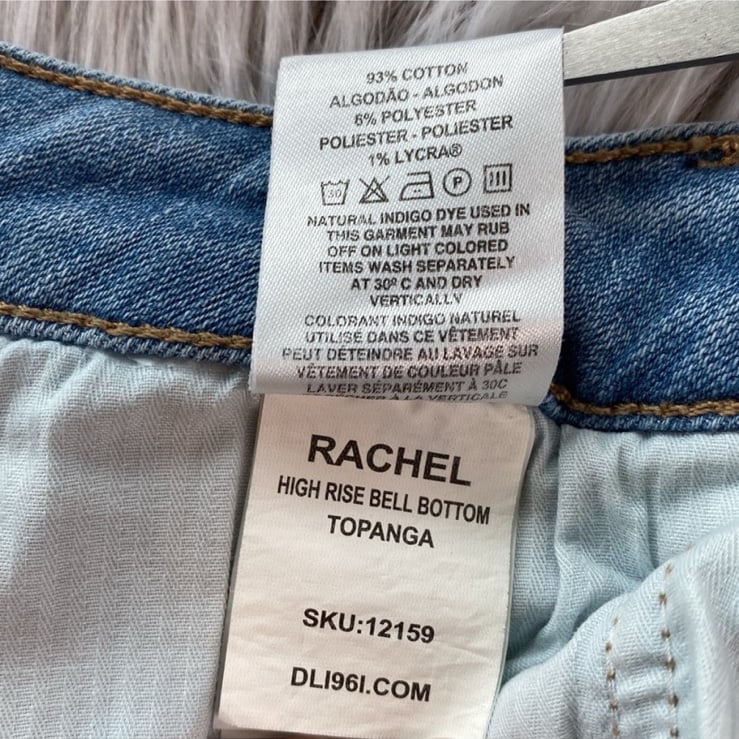 93% COTTON
ALGODÃO - ALGODON
6% POLYESTER
POLIESTER - POLIESTER
1% LYCRA®
30 P
NATURAL INDIGO DYE USED IN
THIS GARMENT MAY RUB
OFF ON LIGHT COLORED
ITEMS WASH SEPARATELY
AT 30º C AND DRY
VERTICALLY
COLORANT INDIGO NATUREL
UTILISÉ DANS CE VÊTEMENT
PEUT DÉTEINDRE AU LAVAGE SUR
VÊTEMENT DE COULEUR PÂLE
LAVER SÉPARÉMENT À 30C
À LA VERTICALE
RACHEL
HIGH RISE BELL BOTTOM
TOPANGA
SKU:12159
DLI96I.COM